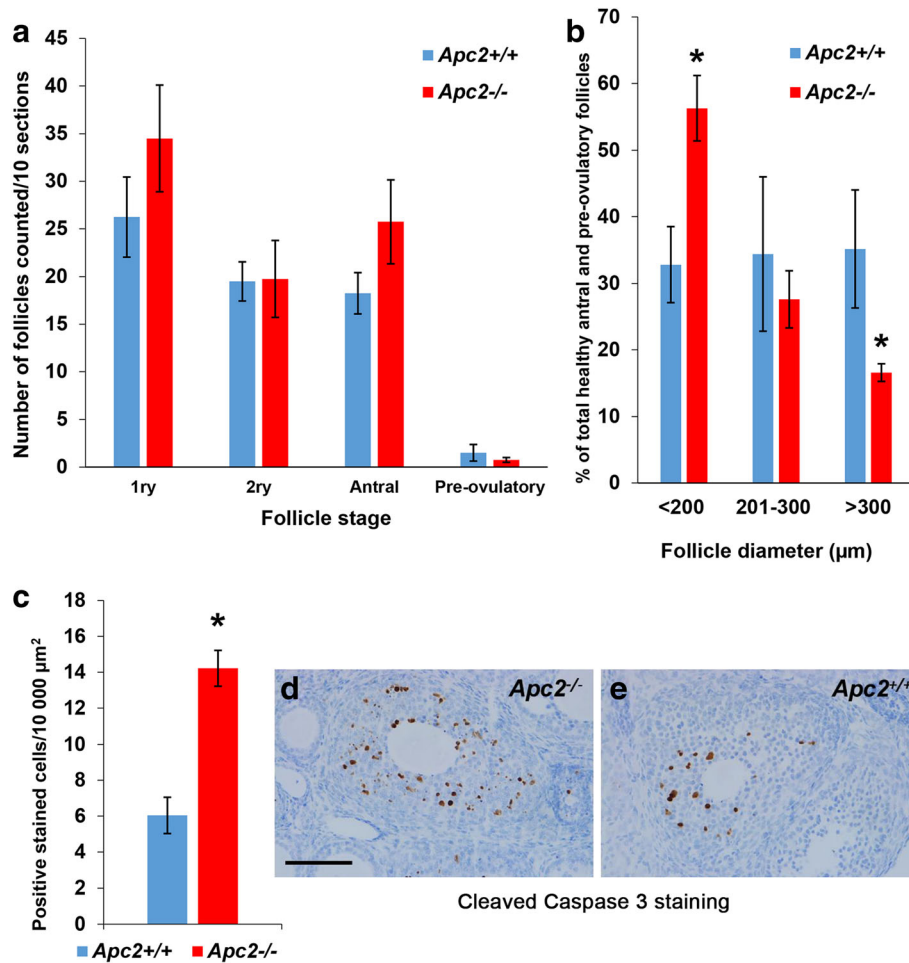 a
Number of follicles counted/10 sections
45
40
35
30
25
20
15
10
5
0
Apc2+/+
Apc2-/-
1ry 2ry Antral Pre-ovulatory
Follicle stage
b
% of total healthy antral and pre-ovulatory follicles
70
60
50
40
30
20
10
0
Apc2+/+
Apc2-/-
*
*
<200 201-300 >300
Follicle diameter (µm)
c
Positive stained cells/10 000 µm²
18
16
14
12
10
8
6
4
2
0
*
Apc2+/+ Apc2-/-
d Apc2-/-
e Apc2+/+
Cleaved Caspase 3 staining